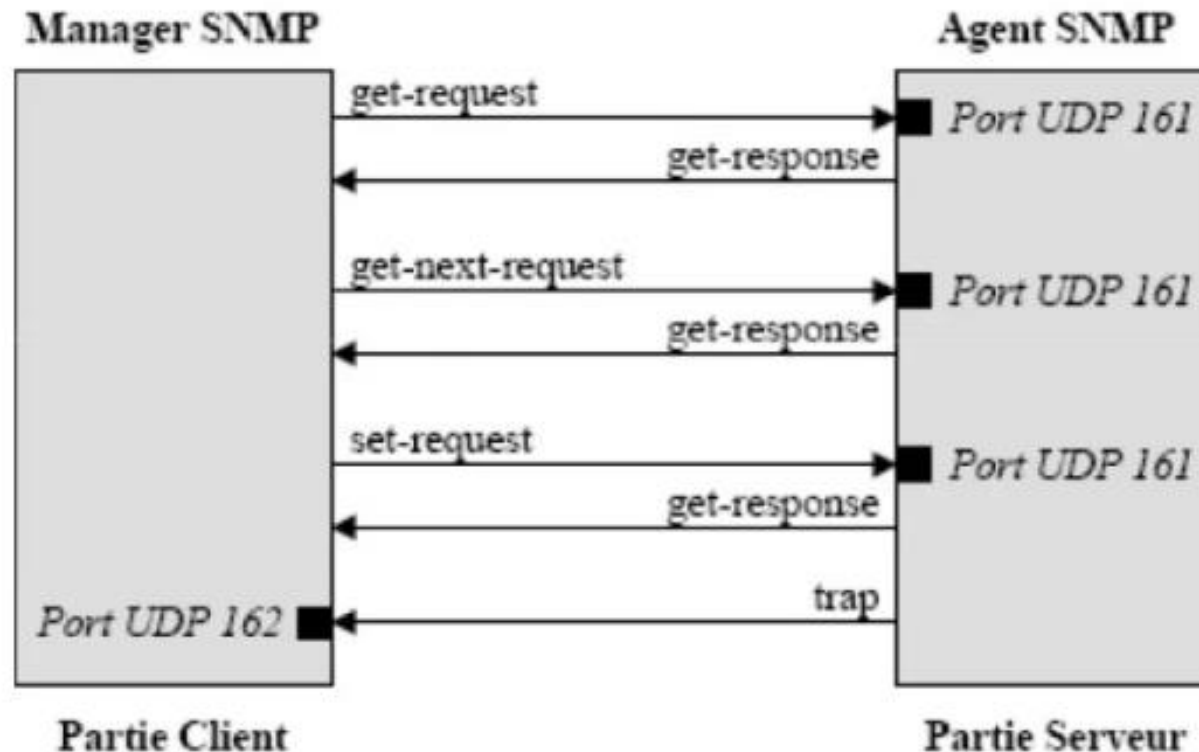 Manager SNMP
Agent SNMP
get-request
Port UDP 161
get-response
get-next-request
Port UDP 161
get-response
set-request
Port UDP 161
get-response
trap
Port UDP 162
Partie Client
Partie Serveur